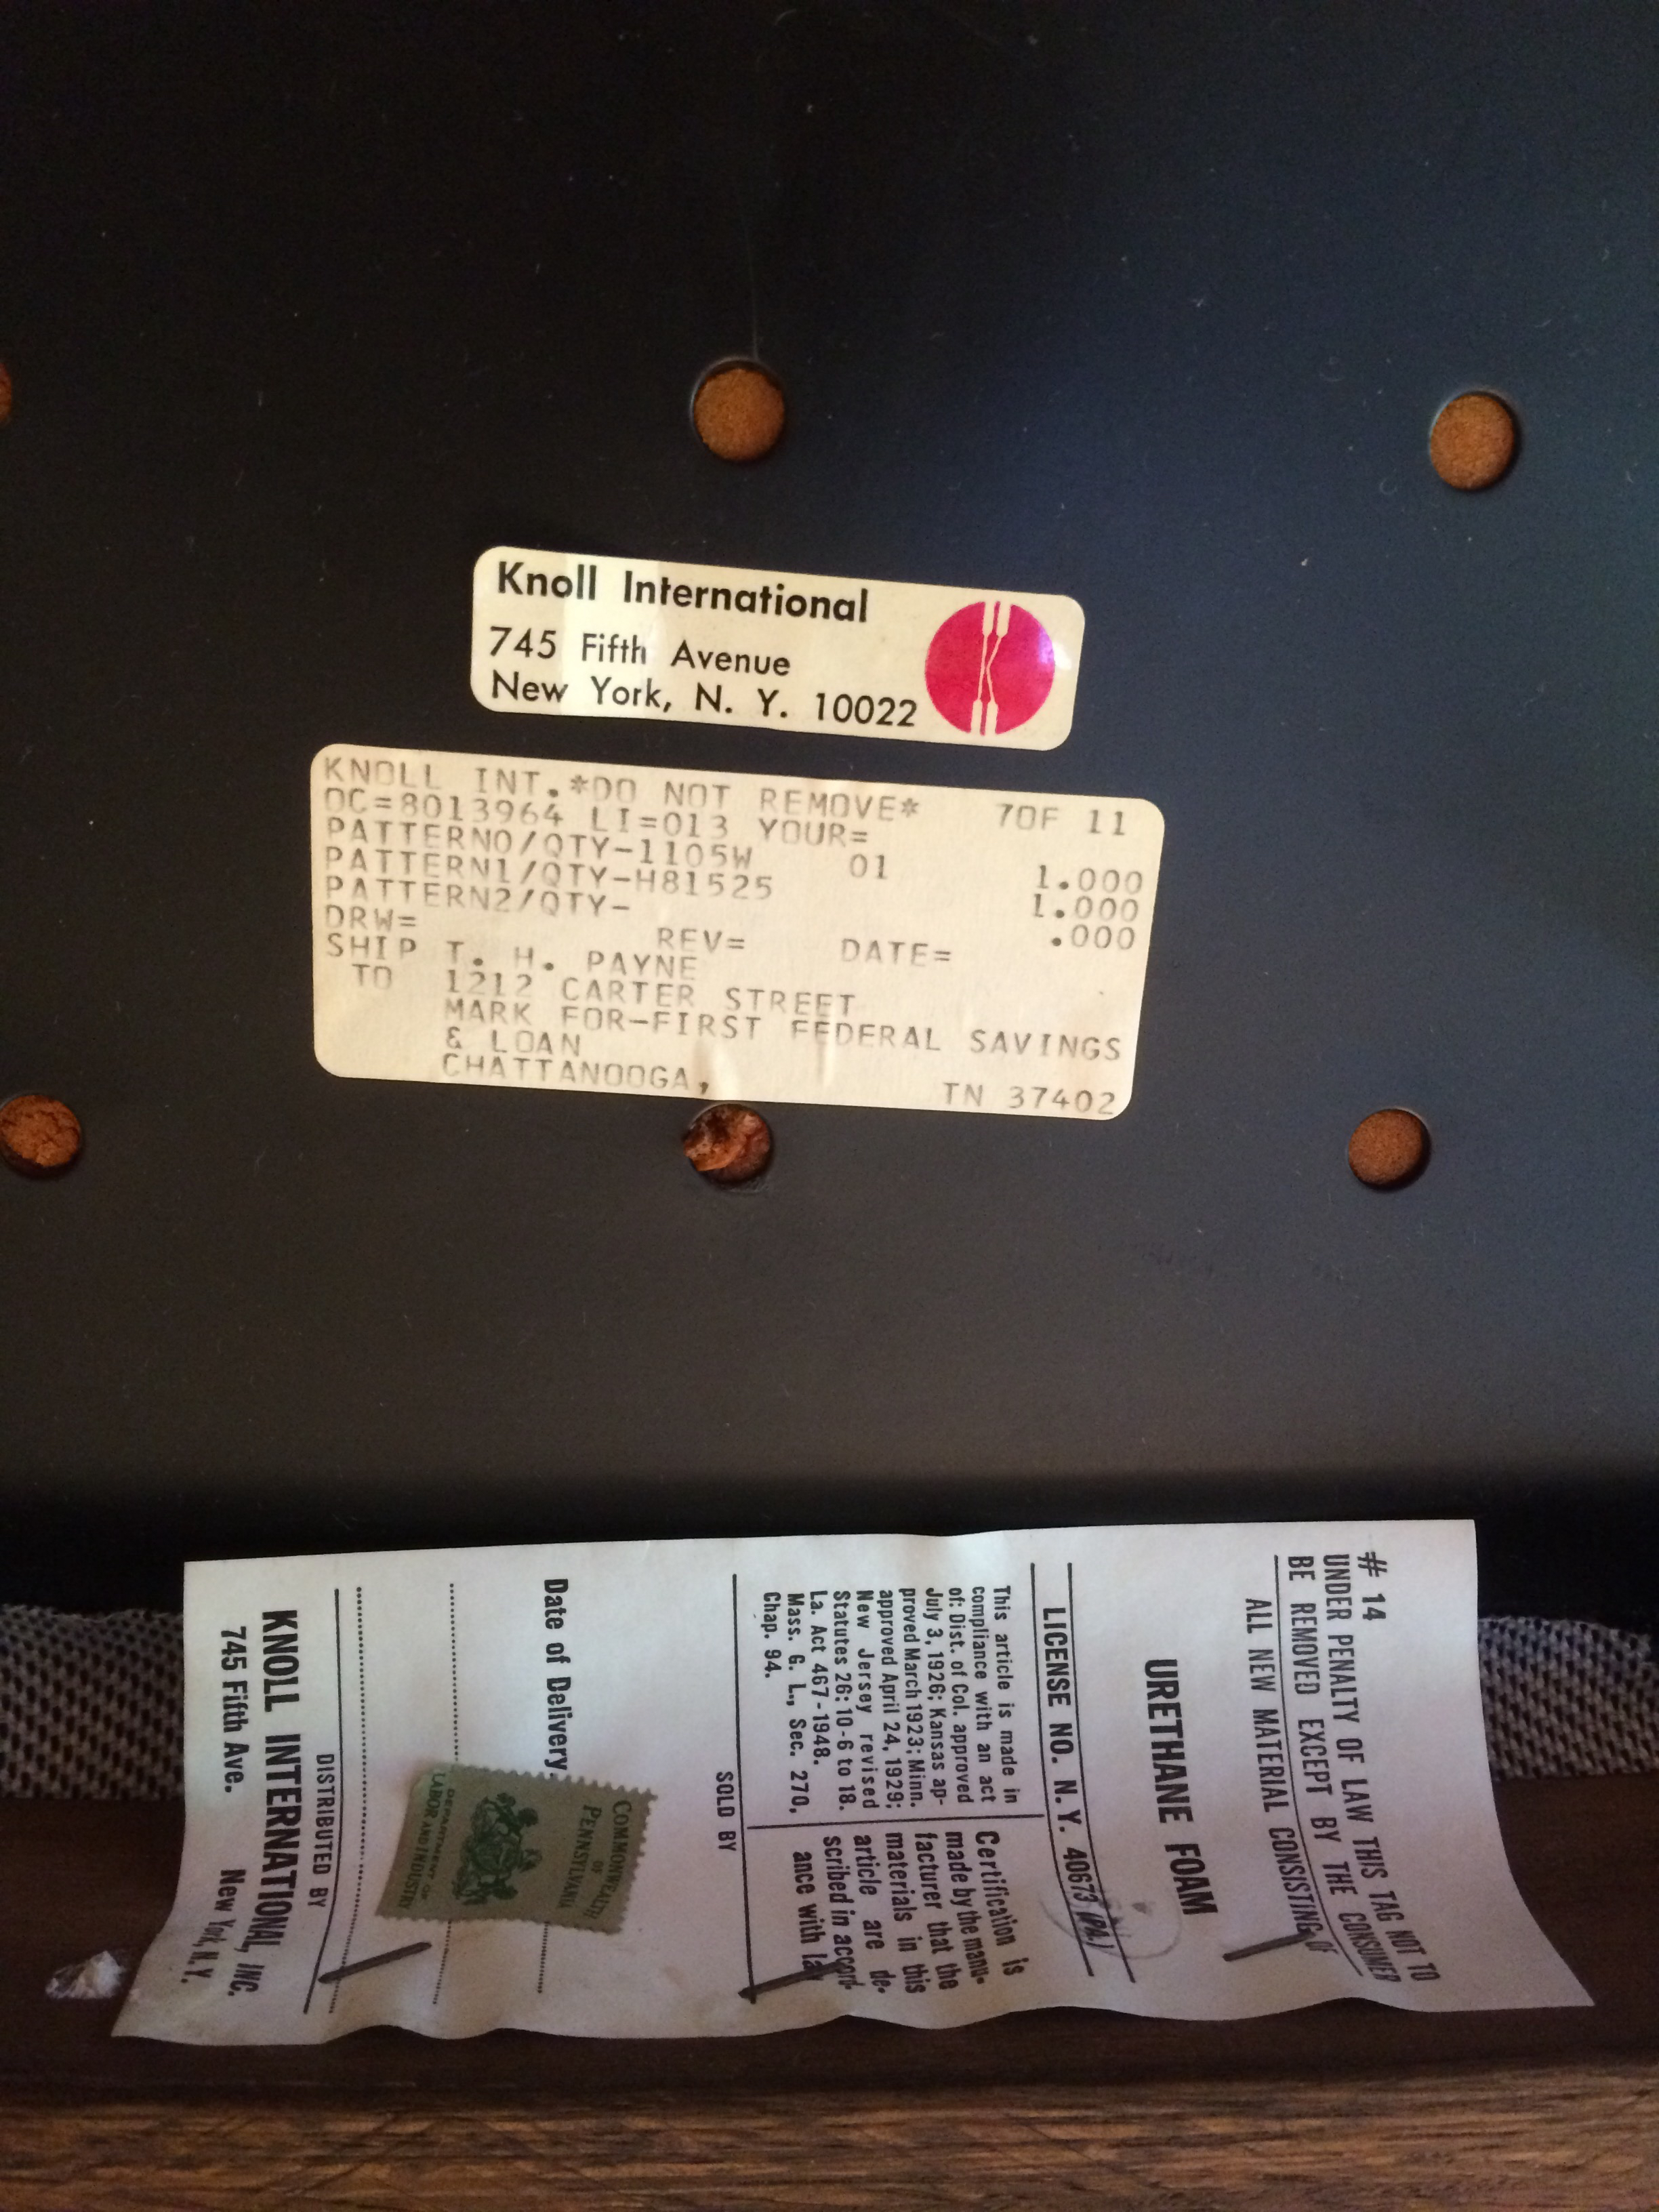 Knoll International
745 Fifth Avenue
New York, N. Y. 10022
KNOLL INT.*DO NOT REMOVE* 7OF 11
OC=8013964 LI=013 YOUR=
PATTERN0/QTY-1105W 01 1.000
PATTERN1/QTY-H81525 1.000
PATTERN2/QTY- .000
DRW= REV= DATE=
SHIP T. H. PAYNE
TO 1212 CARTER STREET
MARK FOR-FIRST FEDERAL SAVINGS
& LOAN
CHATTANOOGA, TN 37402
# 14
UNDER PENALTY OF LAW THIS TAG NOT TO
BE REMOVED EXCEPT BY THE CONSUMER
ALL NEW MATERIAL CONSISTING OF
URETHANE FOAM
LICENSE NO. N. Y. 40673 (PA.)
This article is made in
compliance with an act
of: Dist. of Col. approved
July 3, 1926; Kansas ap-
proved March 1923; Minn.
approved April 24, 1929;
New Jersey revised
Statutes 26: 10-6 to 18.
La. Act 467-1948.
Mass. G. L., Sec. 270,
Chap. 94.
Certification is
made by the manu-
facturer that the
materials in this
article are de-
scribed in accord-
ance with law
SOLD BY
Date of Delivery
COMMONWEALTH
OF
PENNSYLVANIA
DEPARTMENT OF
LABOR AND INDUSTRY
DISTRIBUTED BY
KNOLL INTERNATIONAL, INC.
745 Fifth Ave. New York, N.Y.